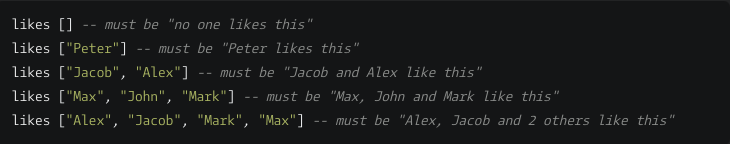 likes [] -- must be "no one likes this"
likes ["Peter"] -- must be "Peter likes this"
likes ["Jacob", "Alex"] -- must be "Jacob and Alex like this"
likes ["Max", "John", "Mark"] -- must be "Max, John and Mark like this"
likes ["Alex", "Jacob", "Mark", "Max"] -- must be "Alex, Jacob and 2 others like this"